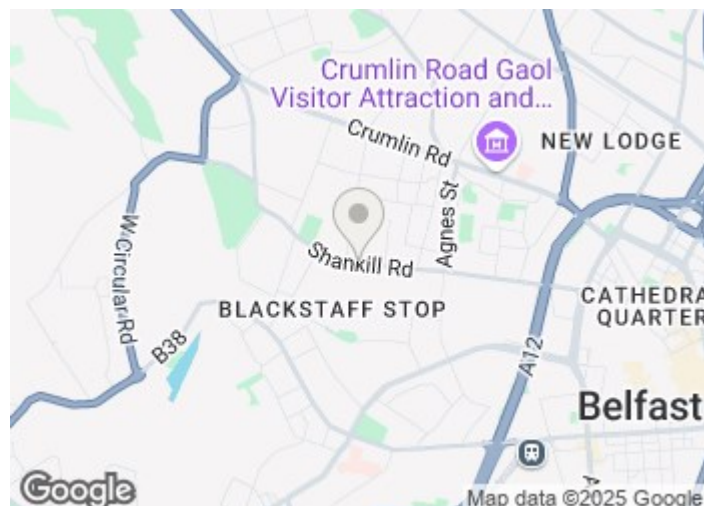 Crumlin Road Gaol
Visitor Attraction and...
Crumlin Rd
NEW LODGE
Agnes St
W Circular Rd
Shankill Rd
BLACKSTAFF STOP
CATHEDRA
QUARTER
B38
A12
Belfast
A
Google
Map data ©2025 Google